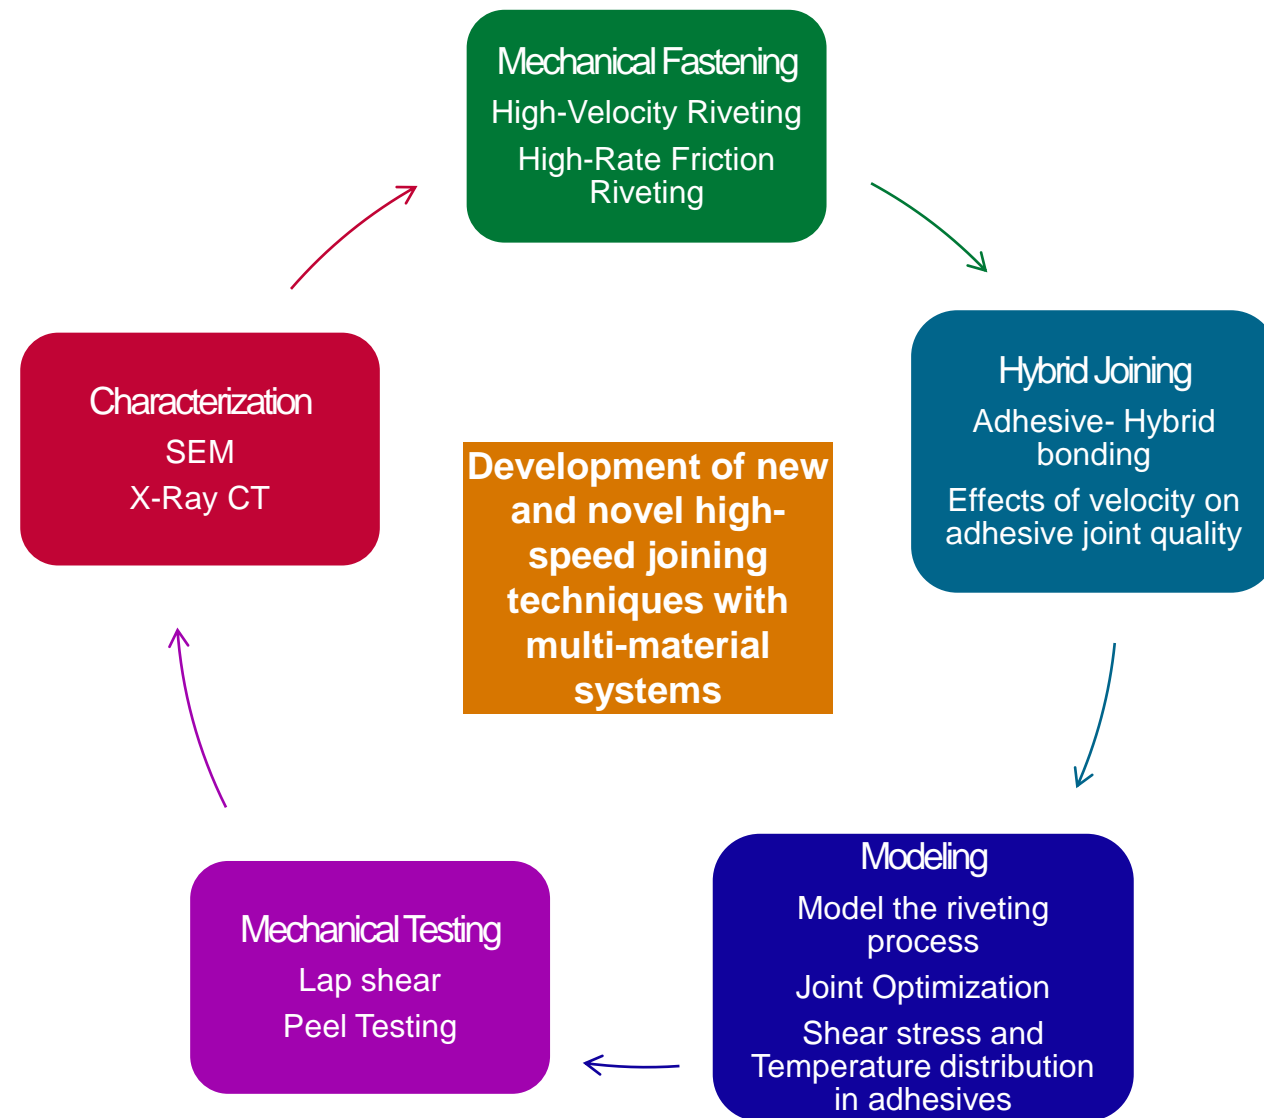 Mechanical Fastening
High-Velocity Riveting
High-Rate Friction
Riveting
Hybrid Joining
Adhesive- Hybrid
bonding
Effects of velocity on
adhesive joint quality
Modeling
Model the riveting
process
Joint Optimization
Shear stress and
Temperature distribution
in adhesives
Mechanical Testing
Lap shear
Peel Testing
Characterization
SEM
X-Ray CT
Development of new
and novel high-
speed joining
techniques with
multi-material
systems